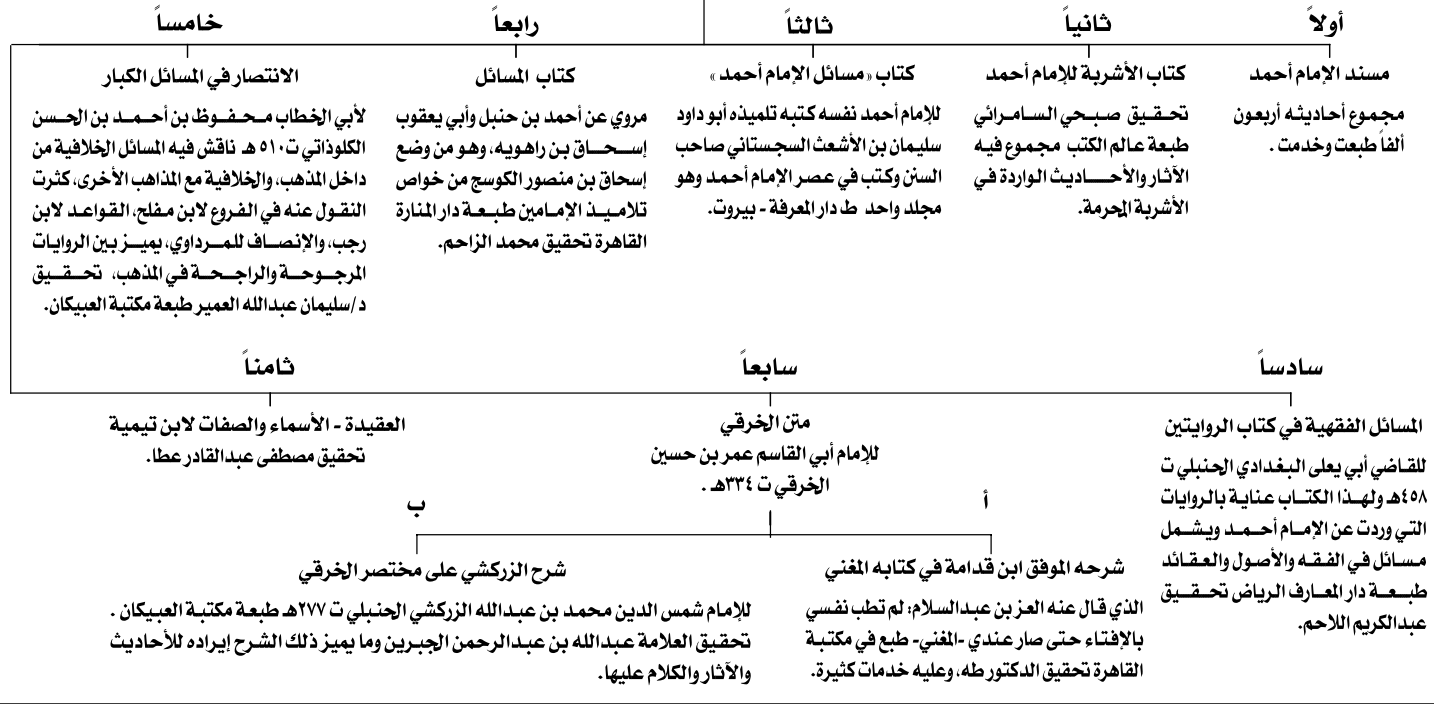 أولاً
مسند الإمام أحمد
مجموع أحاديثه أربعون
ألفاً طبعت وخدمت .
ثانياً
كتاب الأشربة للإمام أحمد
تحقيق صبحي السامرائي
طبعة عالم الكتب مجموع فيه
الآثار والأحاديث الواردة في
الأشربة المحرمة.
ثالثاً
كتاب «مسائل الإمام أحمد»
للإمام أحمد نفسه كتبه تلميذه أبو داود
سليمان بن الأشعث السجستاني صاحب
السنن وكتب في عصر الإمام أحمد وهو
مجلد واحد ط دار المعرفة - بيروت.
رابعاً
كتاب المسائل
مروي عن أحمد بن حنبل وأبي يعقوب
إسحاق بن راهويه، وهو من وضع
إسحاق بن منصور الكوسج من خواص
تلاميذ الإمامين طبعة دار المنارة
القاهرة تحقيق محمد الزاحم.
خامساً
الانتصار في المسائل الكبار
لأبي الخطاب محفوظ بن أحمد بن الحسن
الكلوذاتي ت٥١٠ هـ ناقش فيه المسائل الخلافية من
داخل المذهب، والخلافية مع المذاهب الأخرى، كثرت
النقول عنه في الفروع لابن مفلح، القواعد لابن
رجب، والإنصاف للمرداوي، يميز بين الروايات
المرجوحة والراجحة في المذهب، تحقيق
د/سليمان عبدالله العمير طبعة مكتبة العبيكان.
سادساً
المسائل الفقهية في كتاب الروايتين
للقاضي أبي يعلى البغدادي الحنبلي ت
٤٥٨هـ ولهذا الكتاب عناية بالروايات
التي وردت عن الإمام أحمد ويشمل
مسائل في الفقه والأصول والعقائد
طبعة دار المعارف الرياض تحقيق
عبدالكريم اللاحم.
سابعاً
متن الخرقي
للإمام أبي القاسم عمر بن حسين
الخرقي ت ٣٣٤هـ .
أ
شرحه الموفق ابن قدامة في كتابه المغني
الذي قال عنه العز بن عبدالسلام: لم تطب نفسي
بالإفتاء حتى صار عندي -المغني- طبع في مكتبة
القاهرة تحقيق الدكتور طه، وعليه خدمات كثيرة.
ب
شرح الزركشي على مختصر الخرقي
للإمام شمس الدين محمد بن عبدالله الزركشي الحنبلي ت ٢٧٧هـ طبعة مكتبة العبيكان .
تحقيق العلامة عبدالله بن عبدالرحمن الجبرين وما يميز ذلك الشرح إيراده للأحاديث
والآثار والكلام عليها.
ثامناً
العقيدة - الأسماء والصفات لابن تيمية
تحقيق مصطفى عبدالقادر عطا.